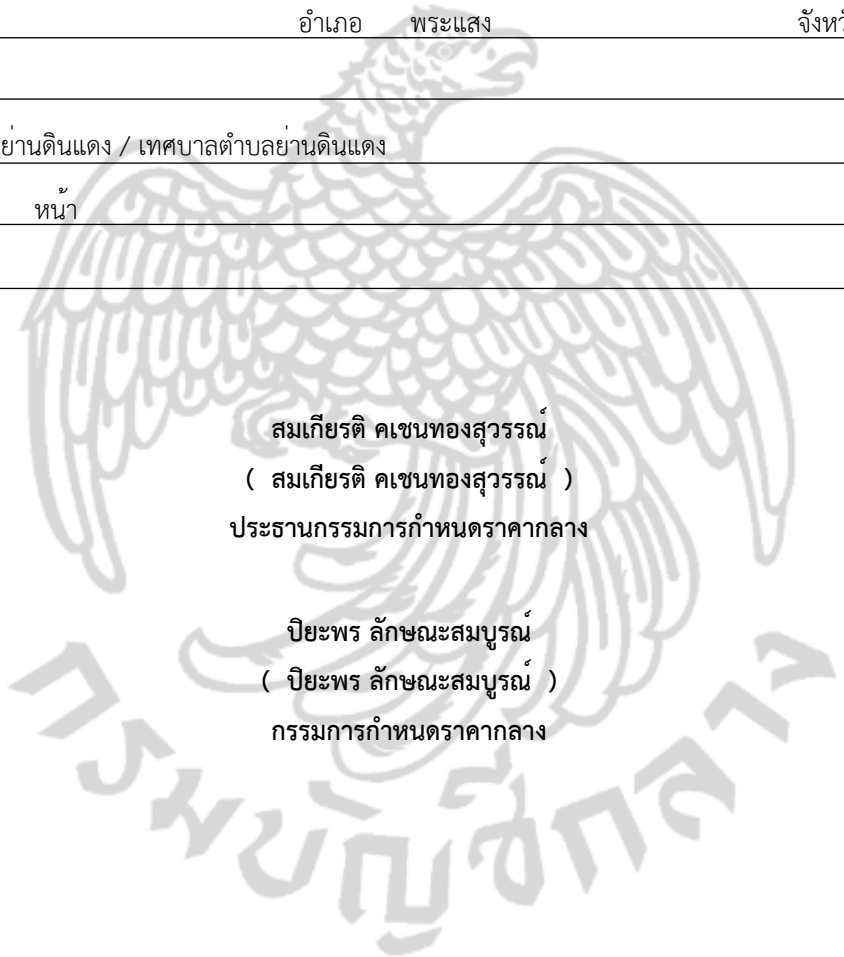 อำเภอ พระแสง จังหวั
ย่านดินแดง / เทศบาลตำบลย่านดินแดง
หน้า
สมเกียรติ คเชนทองสุวรรณ์
( สมเกียรติ คเชนทองสุวรรณ์ )
ประธานกรรมการกำหนดราคากลาง
ปิยะพร ลักษณะสมบูรณ์
( ปิยะพร ลักษณะสมบูรณ์ )
กรรมการกำหนดราคากลาง
กรมบัญชีกลาง